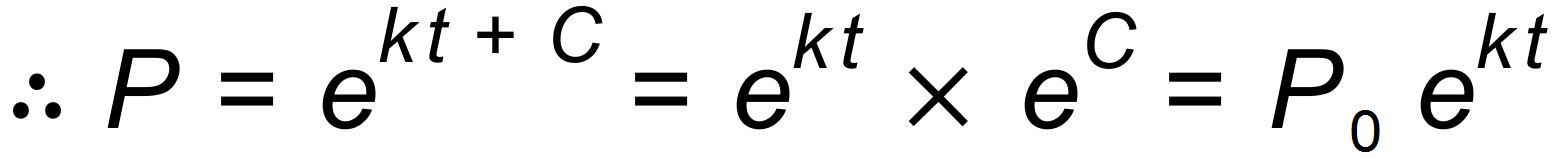 ∴ P = e^{kt + C} = e^{kt} × e^{C} = P₀ e^{kt}